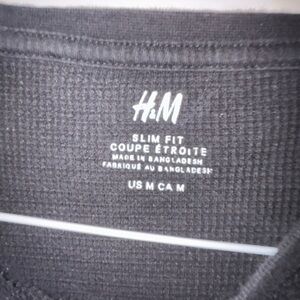 H&M
SLIM FIT
COUPE ÉTROITE
MADE IN BANGLADESH
FABRIQUÉ AU BANGLADESH
US M CA M